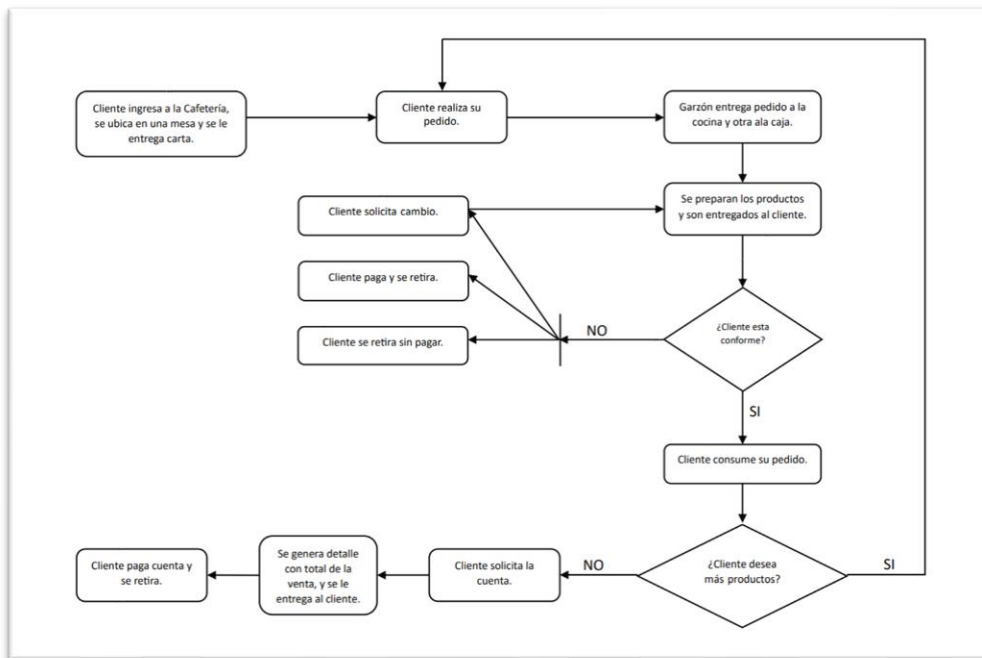 Cliente ingresa a la Cafetería,
se ubica en una mesa y se le
entrega carta.
Cliente realiza su
pedido.
Garzón entrega pedido a la
cocina y otra ala caja.
Se preparan los productos
y son entregados al cliente.
Cliente solicita cambio.
Cliente paga y se retira.
Cliente se retira sin pagar.
NO
¿Cliente esta
conforme?
SI
Cliente consume su pedido.
¿Cliente desea
más productos?
SI
NO
Cliente solicita la
cuenta.
Se genera detalle
con total de la
venta, y se le
entrega al cliente.
Cliente paga cuenta y
se retira.